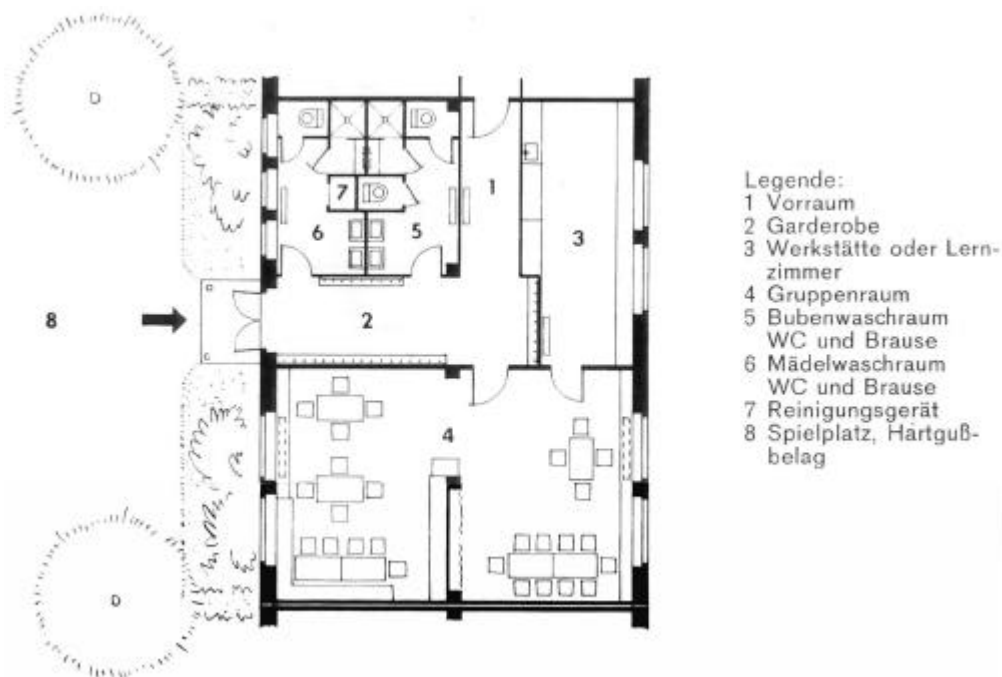 D
1
7
6
5
3
8
2
4
D
Legende:
1 Vorraum
2 Garderobe
3 Werkstätte oder Lern-
zimmer
4 Gruppenraum
5 Bubenwaschraum
WC und Brause
6 Mädelwaschraum
WC und Brause
7 Reinigungsgerät
8 Spielplatz, Hartguß-
belag